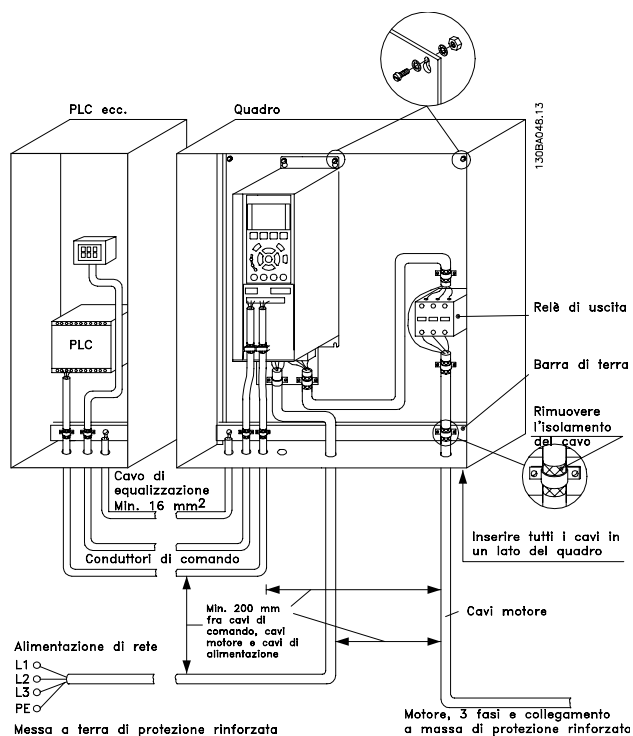 PLC ecc.
Quadro
130BA048.13
PLC
Relè di uscita
Barra di terra
Rimuovere
l'isolamento
del cavo
Cavo di
equalizzazione
Min. 16 mm²
Conduttori di comando
Inserire tutti i cavi in
un lato del quadro
Min. 200 mm
fra cavi di
comando, cavi
motore e cavi di
alimentazione
Cavi motore
Alimentazione di rete
L1
L2
L3
PE
Messa a terra di protezione rinforzata
Motore, 3 fasi e collegamento
a massa di protezione rinforzato